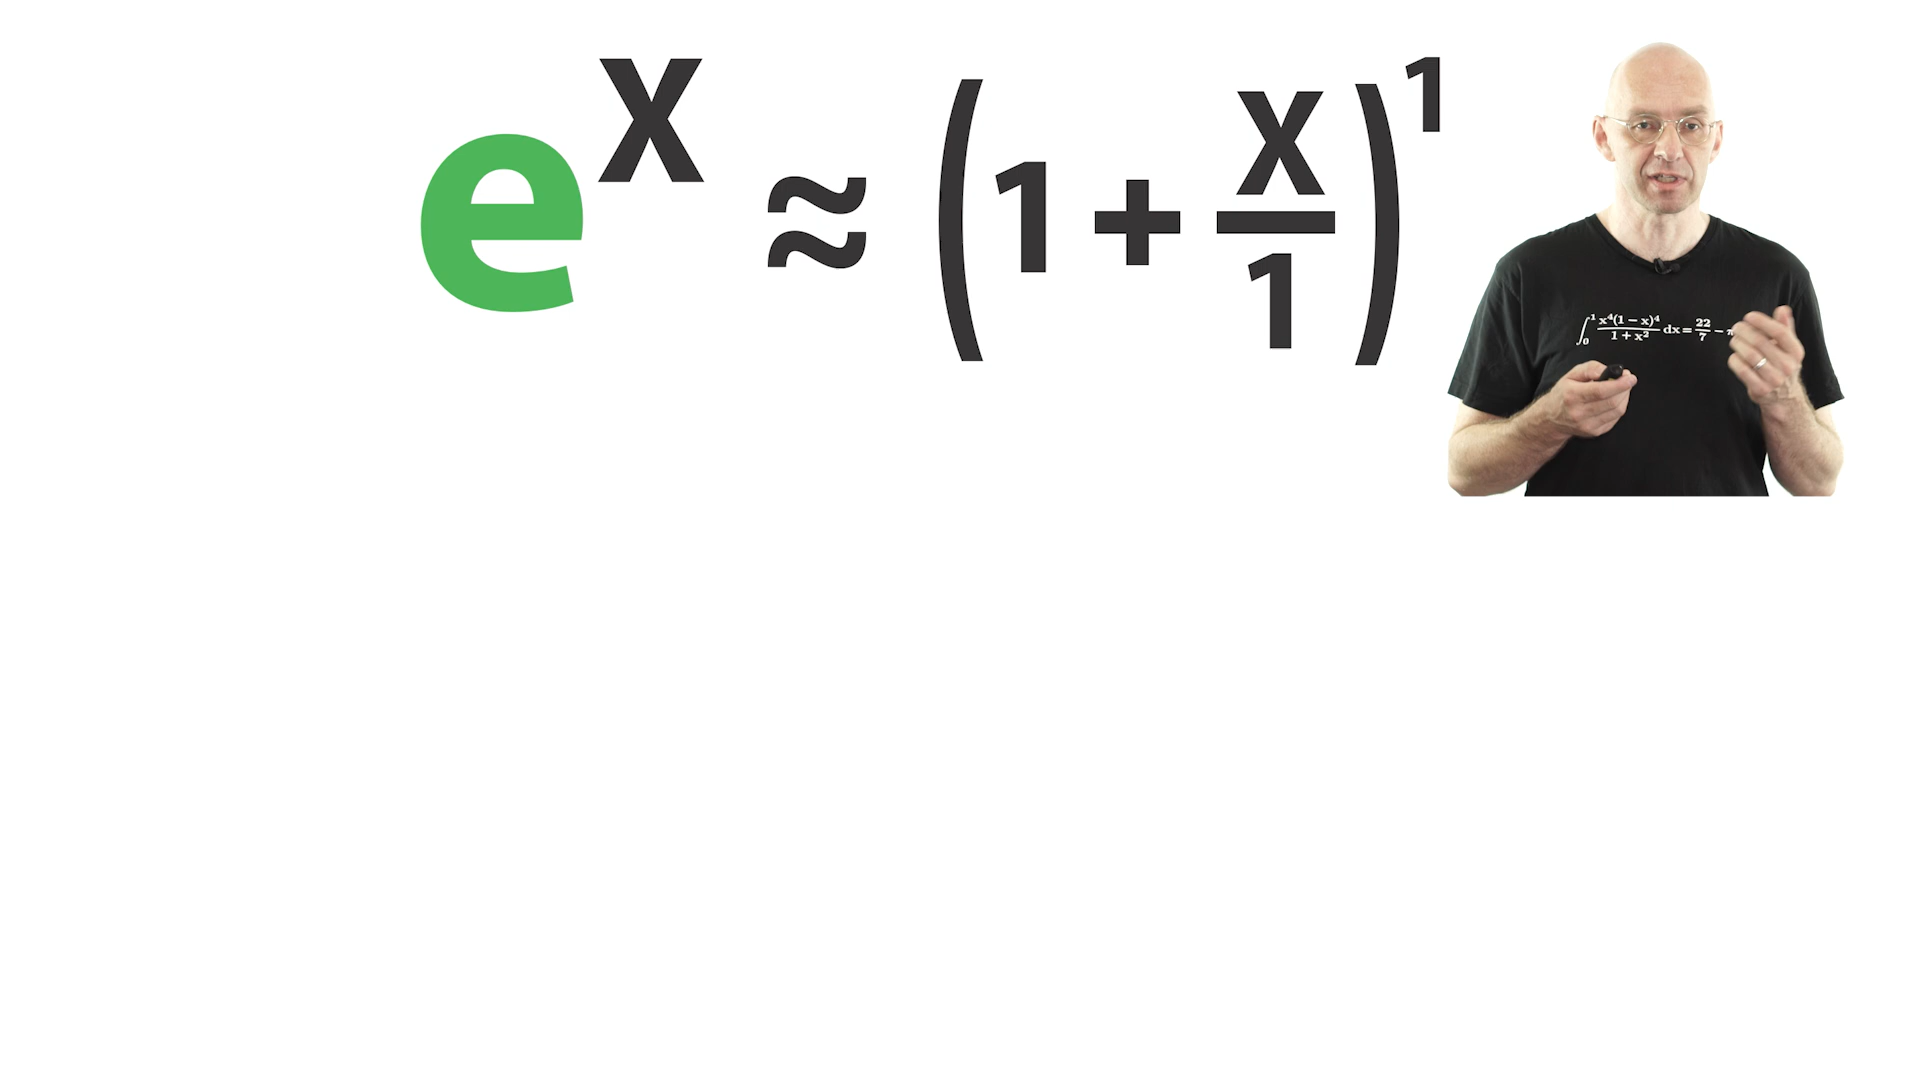 e^x ≈ (1 + x/1)^1
∫₀¹ x⁴(1 − x)⁴/1 + x² dx = 22/7 −